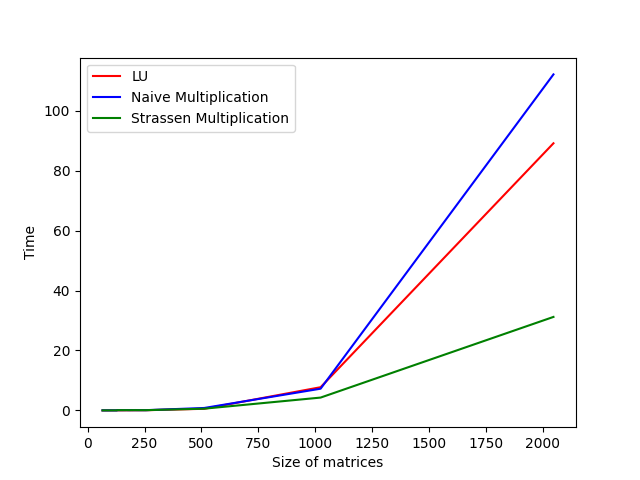 LU
Naive Multiplication
Strassen Multiplication
100
80
60
40
20
0
Time
0 250 500 750 1000 1250 1500 1750 2000
Size of matrices